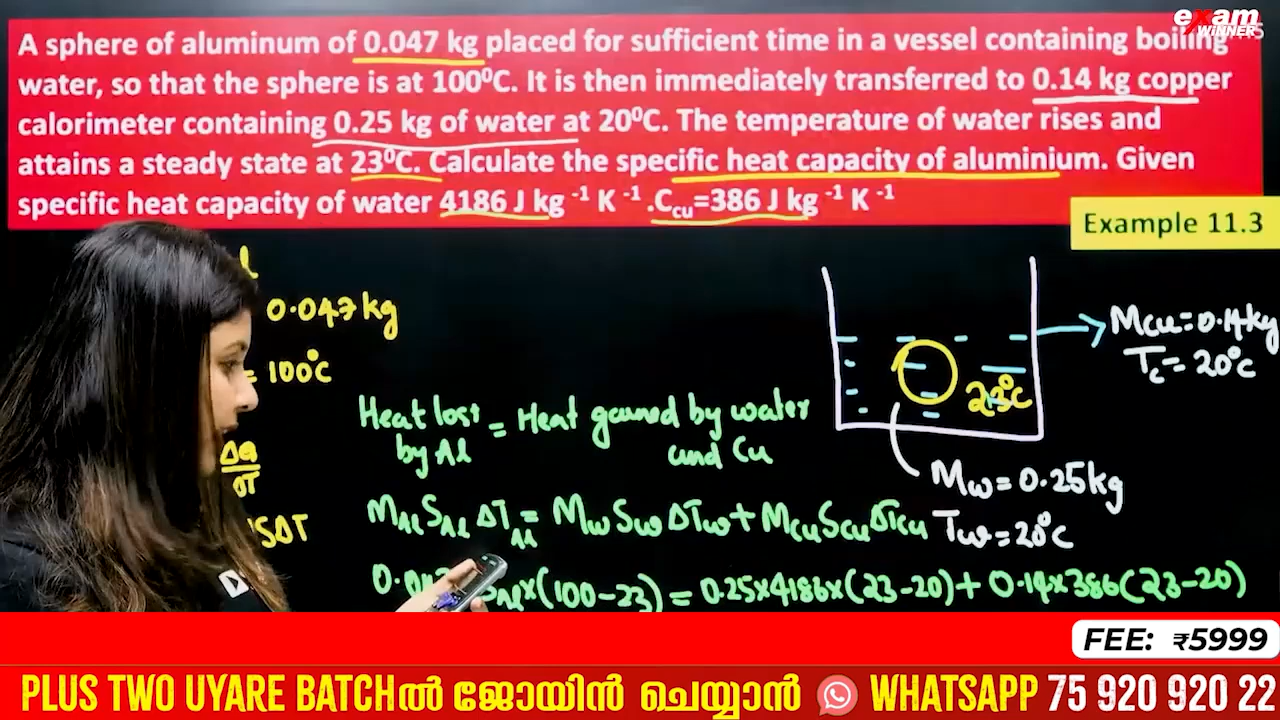 exam
WINNER
A sphere of aluminum of 0.047 kg placed for sufficient time in a vessel containing boiling
water, so that the sphere is at 100⁰C. It is then immediately transferred to 0.14 kg copper
calorimeter containing 0.25 kg of water at 20⁰C. The temperature of water rises and
attains a steady state at 23⁰C. Calculate the specific heat capacity of aluminium. Given
specific heat capacity of water 4186 J kg ⁻¹ K ⁻¹ .Ccu=386 J kg ⁻¹ K ⁻¹
Example 11.3
0.047 kg
= 100°C
ΔQ
ΔT
SΔT
Heat lost by Al = Heat gained by water and Cu
MAl SAl ΔTAl = Mw Sw ΔTw + Mcu Scu ΔTcu
SAl×(100-23) = 0.25×4186×(23-20)+ 0.14×386(23-20)
23°C
Mcu=0.14kg
Tc= 20°C
Mw = 0.25kg
Tw=20°C
FEE: ₹5999
PLUS TWO UYARE BATCHൽ ജോയിൻ ചെയ്യാൻ WHATSAPP 75 920 920 22